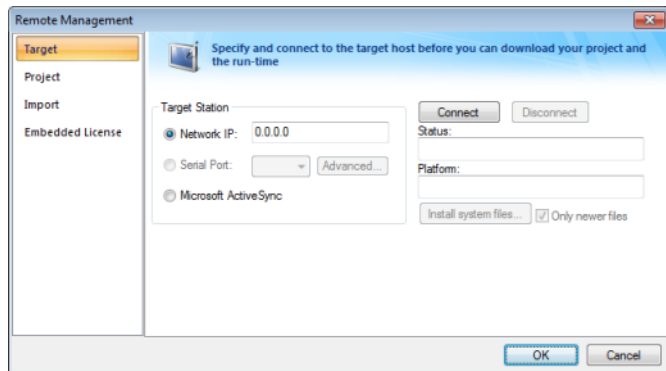 Remote Management
Target
Project
Import
Embedded License
Specify and connect to the target host before you can download your project and
the run-time
Target Station
Network IP: 0.0.0.0
Serial Port: Advanced...
Microsoft ActiveSync
Connect Disconnect
Status:
Platform:
Install system files... Only newer files
OK Cancel